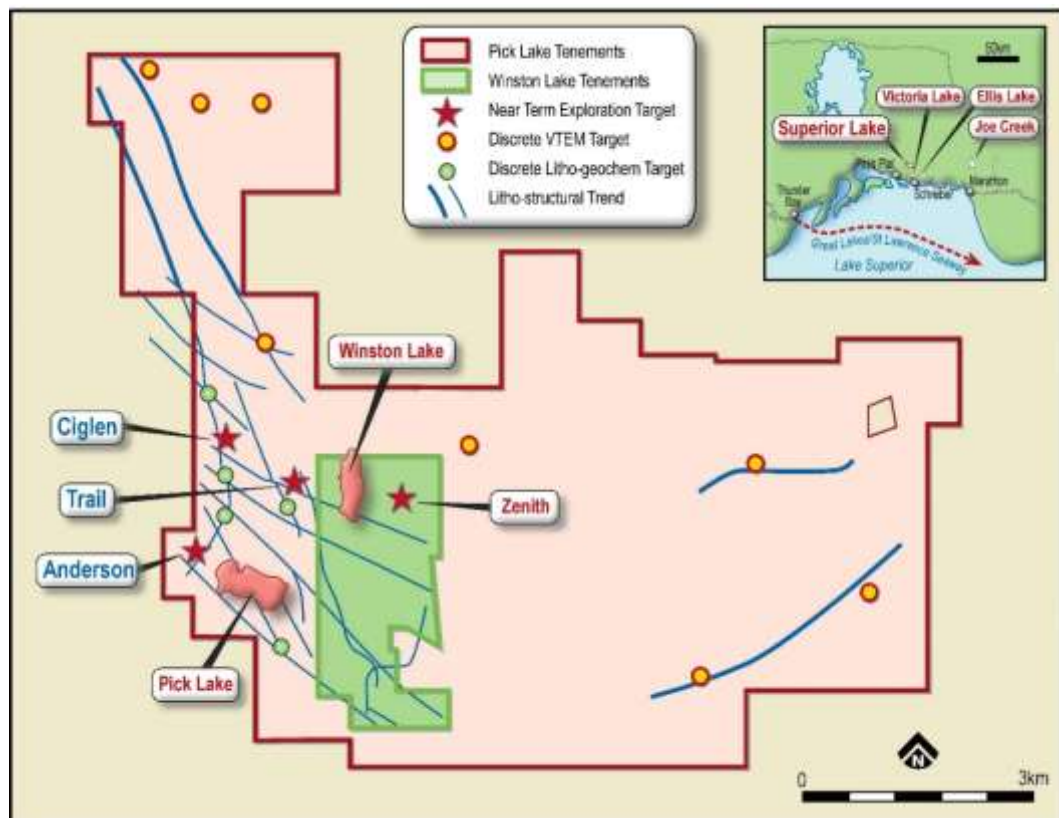 Pick Lake Tenements
Winston Lake Tenements
Near Term Exploration Target
Discrete VTEM Target
Discrete Litho-geochem Target
Litho-structural Trend
50km
Victoria Lake
Ellis Lake
Superior Lake
Joe Creek
Schreiber
Marathon
Thunder
Bay
Great Lakes/St Lawrence Seaway
Lake Superior
Winston Lake
Ciglen
Trail
Zenith
Anderson
Pick Lake
N
0
3km